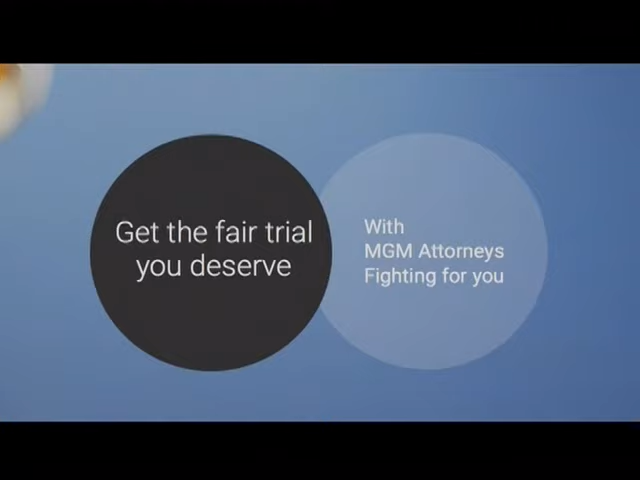 Get the fair trial
you deserve
With
MGM Attorneys
Fighting for you